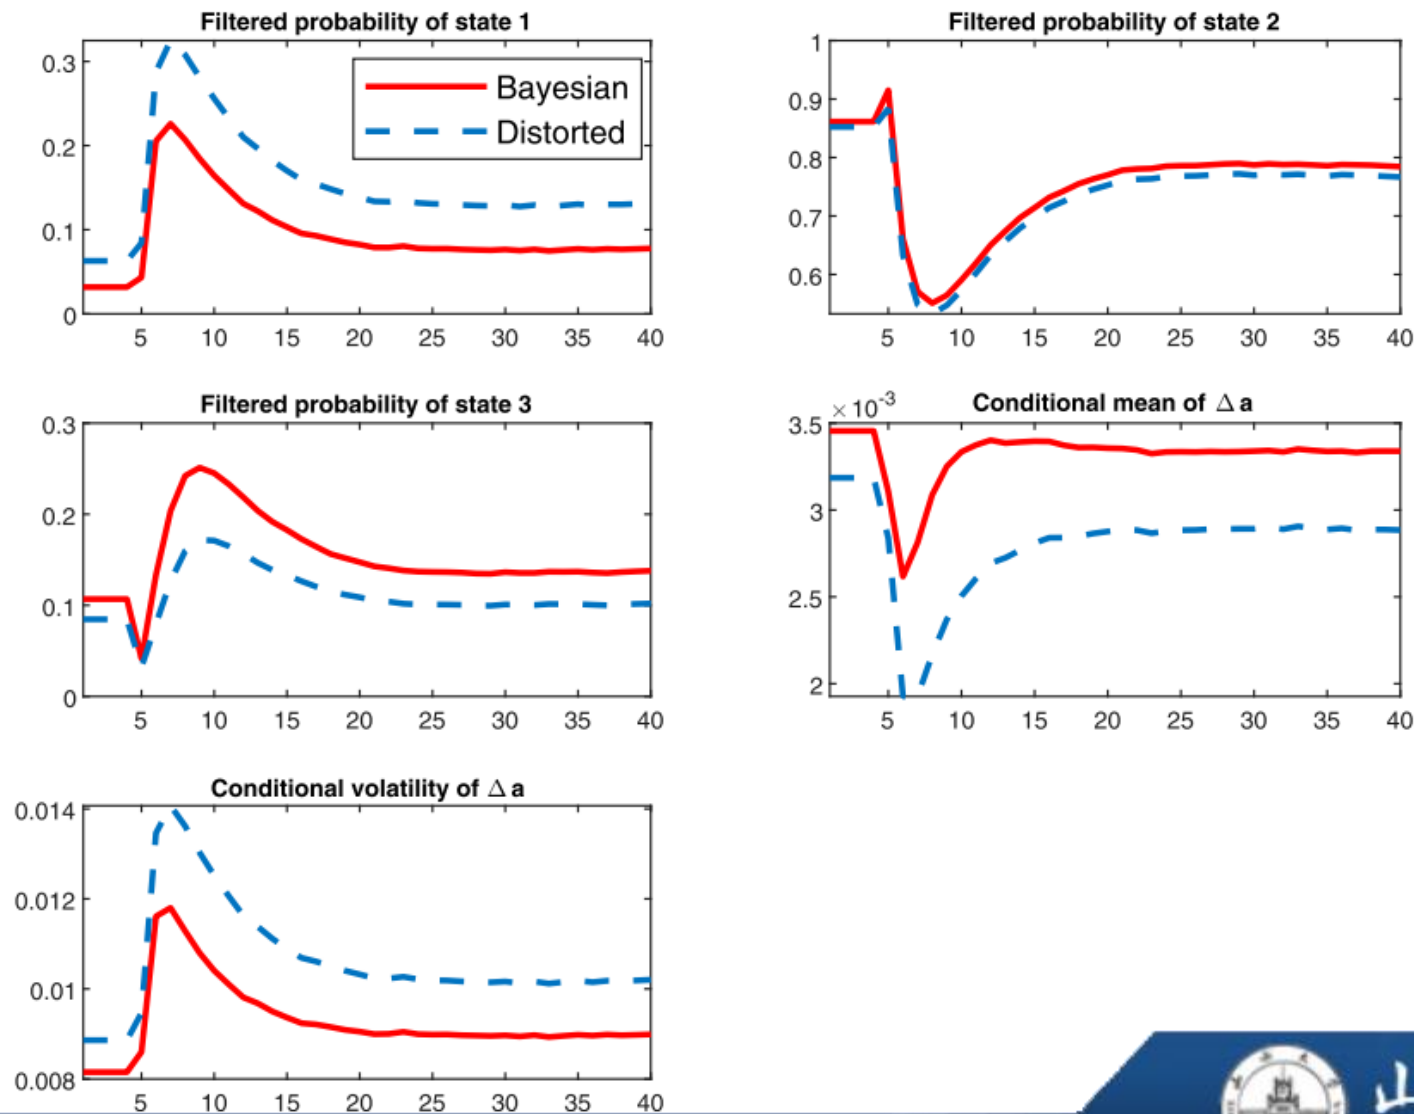 Filtered probability of state 1
0.3
0.2
0.1
0
5 10 15 20 25 30 35 40
Bayesian
Distorted
Filtered probability of state 2
1
0.9
0.8
0.7
0.6
5 10 15 20 25 30 35 40
Filtered probability of state 3
0.3
0.2
0.1
0
5 10 15 20 25 30 35 40
×10⁻³ Conditional mean of Δ a
3.5
3
2.5
2
5 10 15 20 25 30 35 40
Conditional volatility of Δ a
0.014
0.012
0.01
0.008
5 10 15 20 25 30 35 40
山